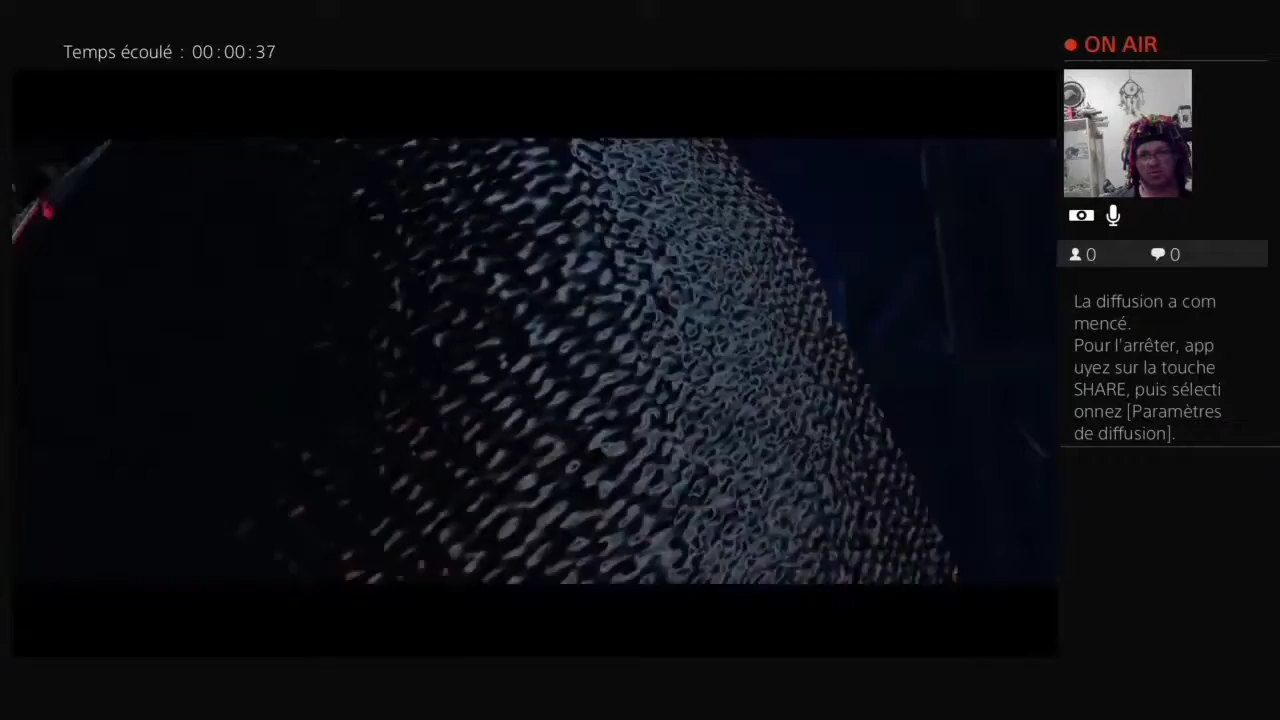 Temps écoulé : 00:00:37
ON AIR
0
0
La diffusion a com
mencé.
Pour l'arrêter, app
uyez sur la touche
SHARE, puis sélecti
onnez [Paramètres
de diffusion].